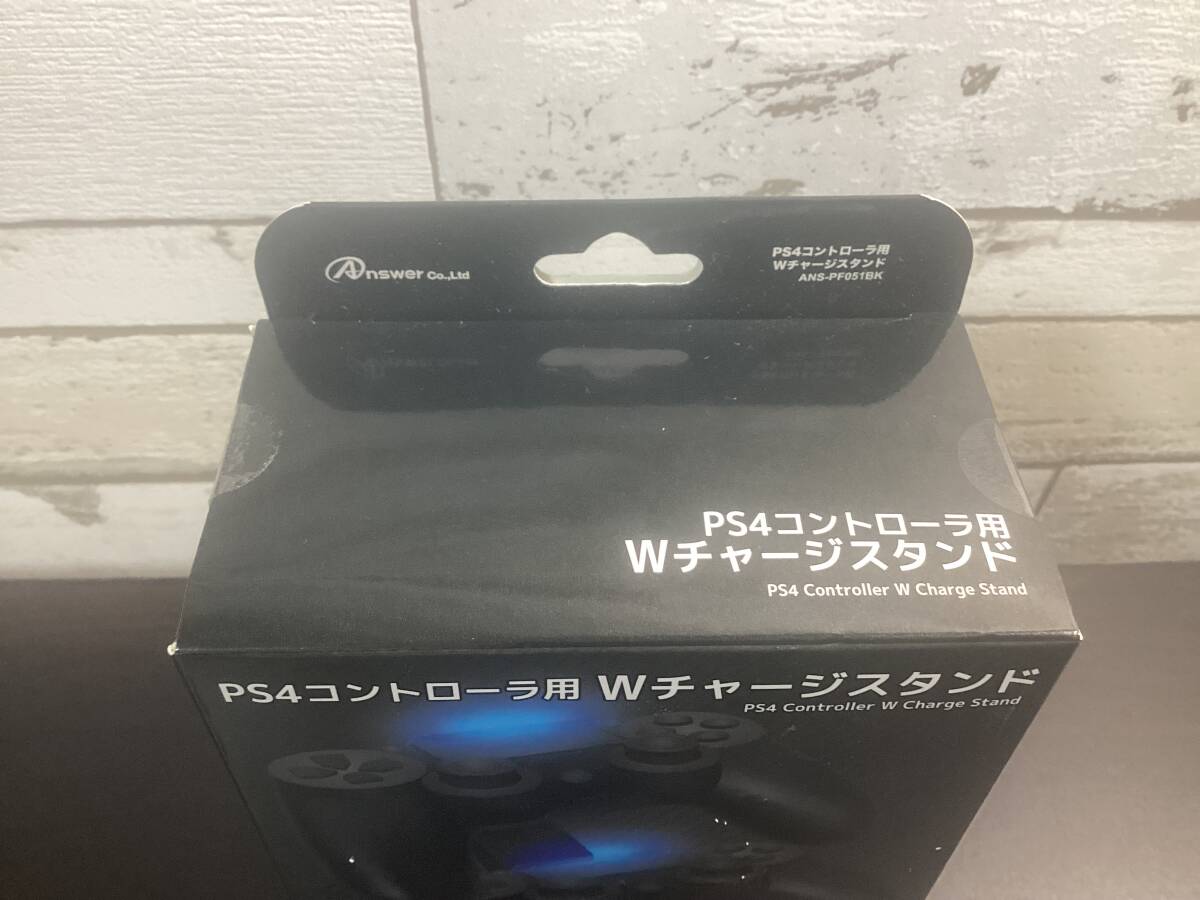 Answer Co.,Ltd
PS4コントローラ用
Wチャージスタンド
ANS-PF051BK
PS4コントローラ用
Wチャージスタンド
PS4 Controller W Charge Stand
PS4コントローラ用 Wチャージスタンド
PS4 Controller W Charge Stand